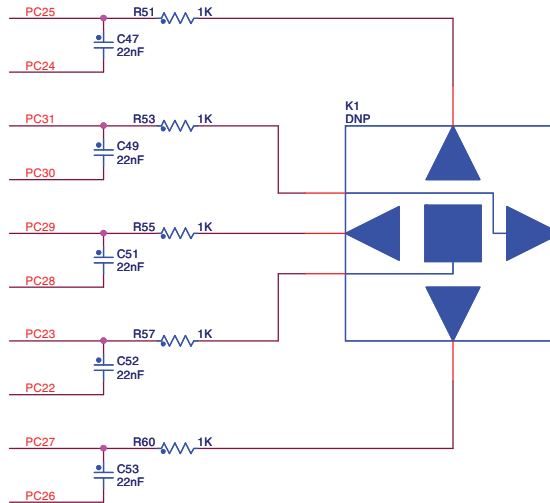 PC25
R51 1K
C47
22nF
PC24
K1
DNP
PC31
R53 1K
C49
22nF
PC30
PC29
R55 1K
C51
22nF
PC28
PC23
R57 1K
C52
22nF
PC22
PC27
R60 1K
C53
22nF
PC26